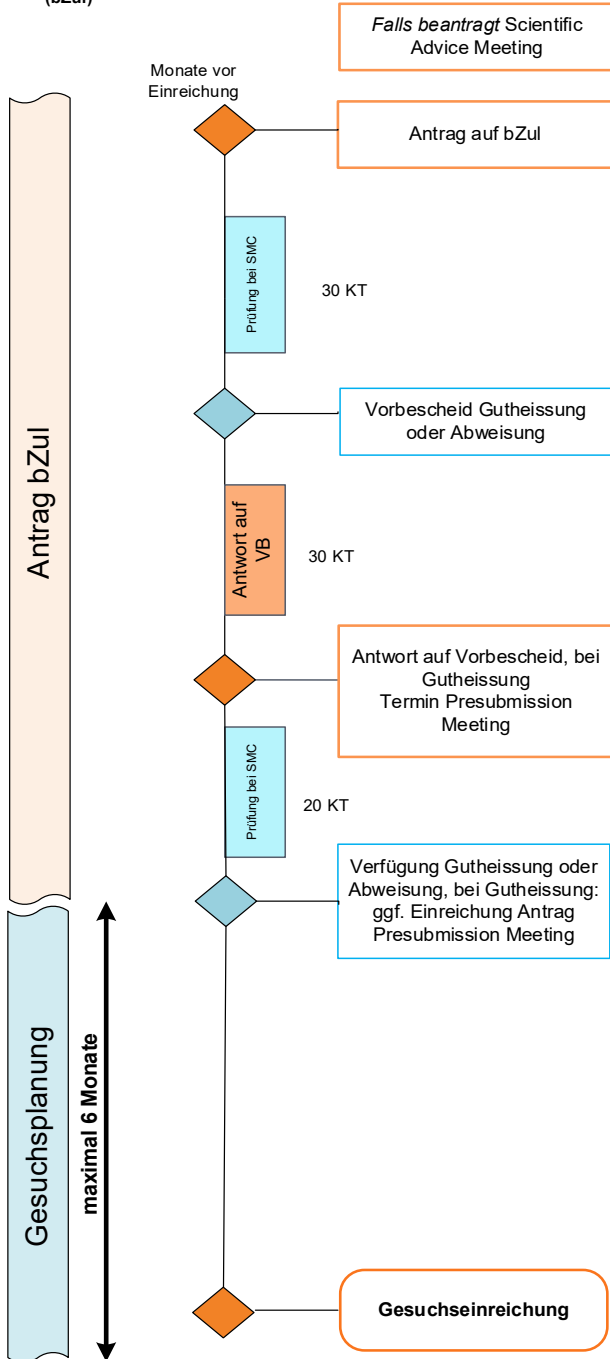 (bZul)
Falls beantragt Scientific
Advice Meeting
Monate vor
Einreichung
Antrag auf bZul
Prüfung bei SMC
30 KT
Vorbescheid Gutheissung
oder Abweisung
Antrag bZul
Antwort auf
VB
30 KT
Antwort auf Vorbescheid, bei
Gutheissung
Termin Presubmission
Meeting
Prüfung bei SMC
20 KT
Verfügung Gutheissung oder
Abweisung, bei Gutheissung:
ggf. Einreichung Antrag
Presubmission Meeting
Gesuchsplanung
maximal 6 Monate
Gesuchseinreichung